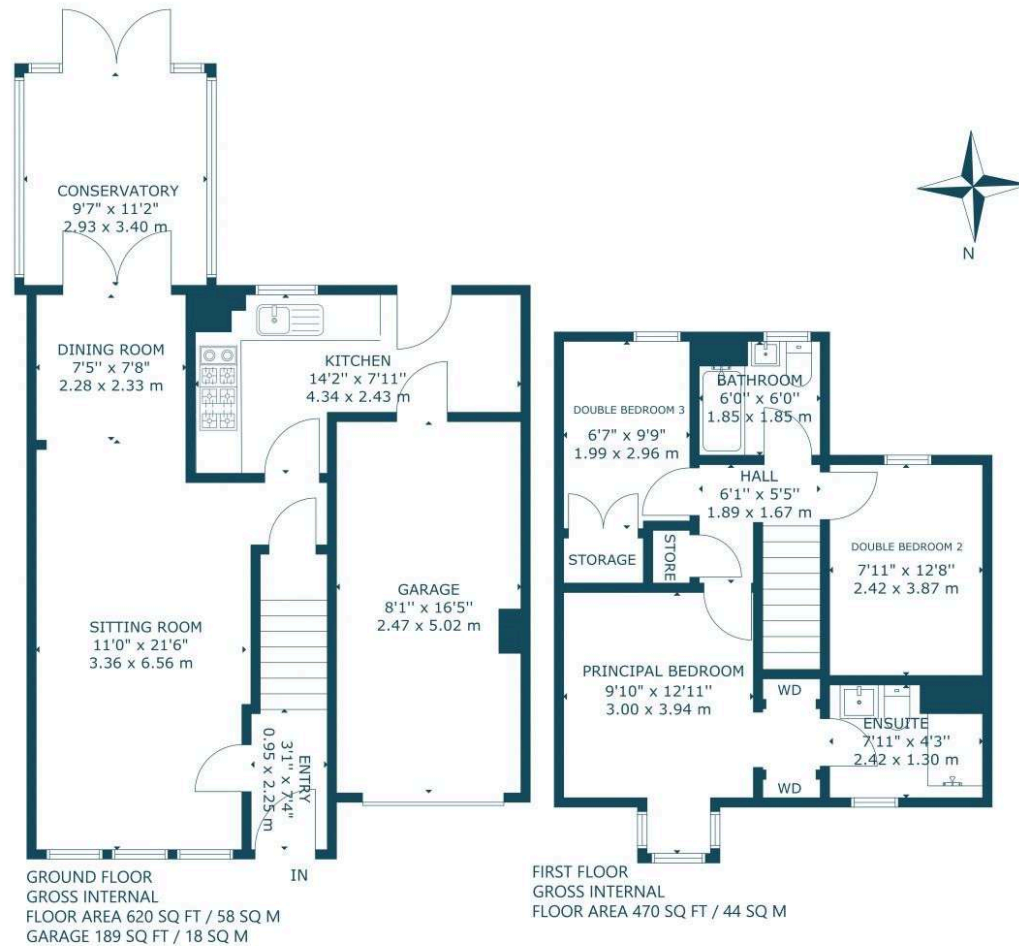 CONSERVATORY
9'7" x 11'2"
2.93 x 3.40 m
N
DINING ROOM
7'5'' x 7'8"
2.28 x 2.33 m
KITCHEN
14'2" x 7'11"
4.34 x 2.43 m
SITTING ROOM
11'0" x 21'6"
3.36 x 6.56 m
GARAGE
8'1'' x 16'5''
2.47 x 5.02 m
ENTRY
3'1'' x 7'4"
0.95 x 2.25 m
IN
GROUND FLOOR
GROSS INTERNAL
FLOOR AREA 620 SQ FT / 58 SQ M
GARAGE 189 SQ FT / 18 SQ M
DOUBLE BEDROOM 3
6'7" x 9'9"
1.99 x 2.96 m
BATHROOM
6'0'' x 6'0''
1.85 x 1.85 m
HALL
6'1" x 5'5"
1.89 x 1.67 m
STORAGE
STORE
DOUBLE BEDROOM 2
7'11" x 12'8"
2.42 x 3.87 m
PRINCIPAL BEDROOM
9'10" x 12'11''
3.00 x 3.94 m
WD
ENSUITE
7'11" x 4'3"
2.42 x 1.30 m
WD
FIRST FLOOR
GROSS INTERNAL
FLOOR AREA 470 SQ FT / 44 SQ M